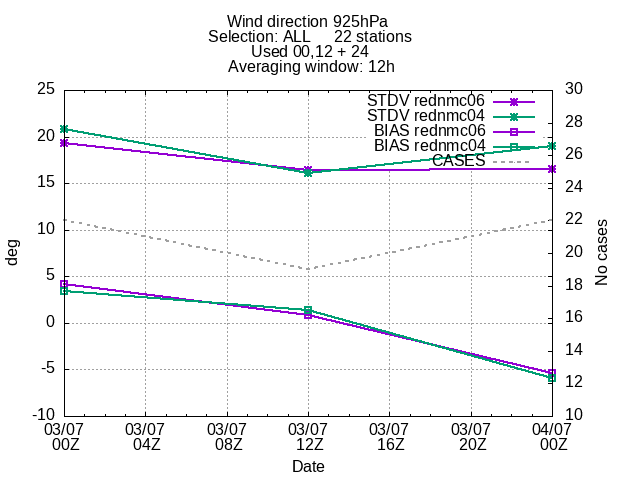 Wind direction 925hPa
Selection: ALL 22 stations
Used 00,12 + 24
Averaging window: 12h
25
20
15
10
5
0
-5
-10
deg
30
28
26
24
22
20
18
16
14
12
10
No cases
STDV rednmc06
STDV rednmc04
BIAS rednmc06
BIAS rednmc04
CASES
03/07 03/07 03/07 03/07 03/07 03/07 04/07
00Z 04Z 08Z 12Z 16Z 20Z 00Z
Date